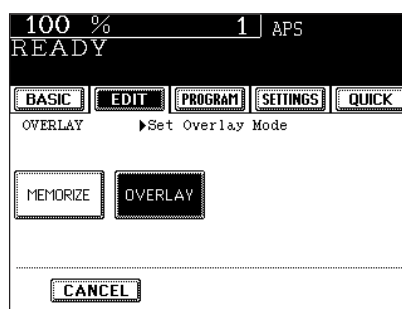 100 % 1 APS
READY
BASIC EDIT PROGRAM SETTINGS QUICK
OVERLAY ▶Set Overlay Mode
MEMORIZE OVERLAY
CANCEL